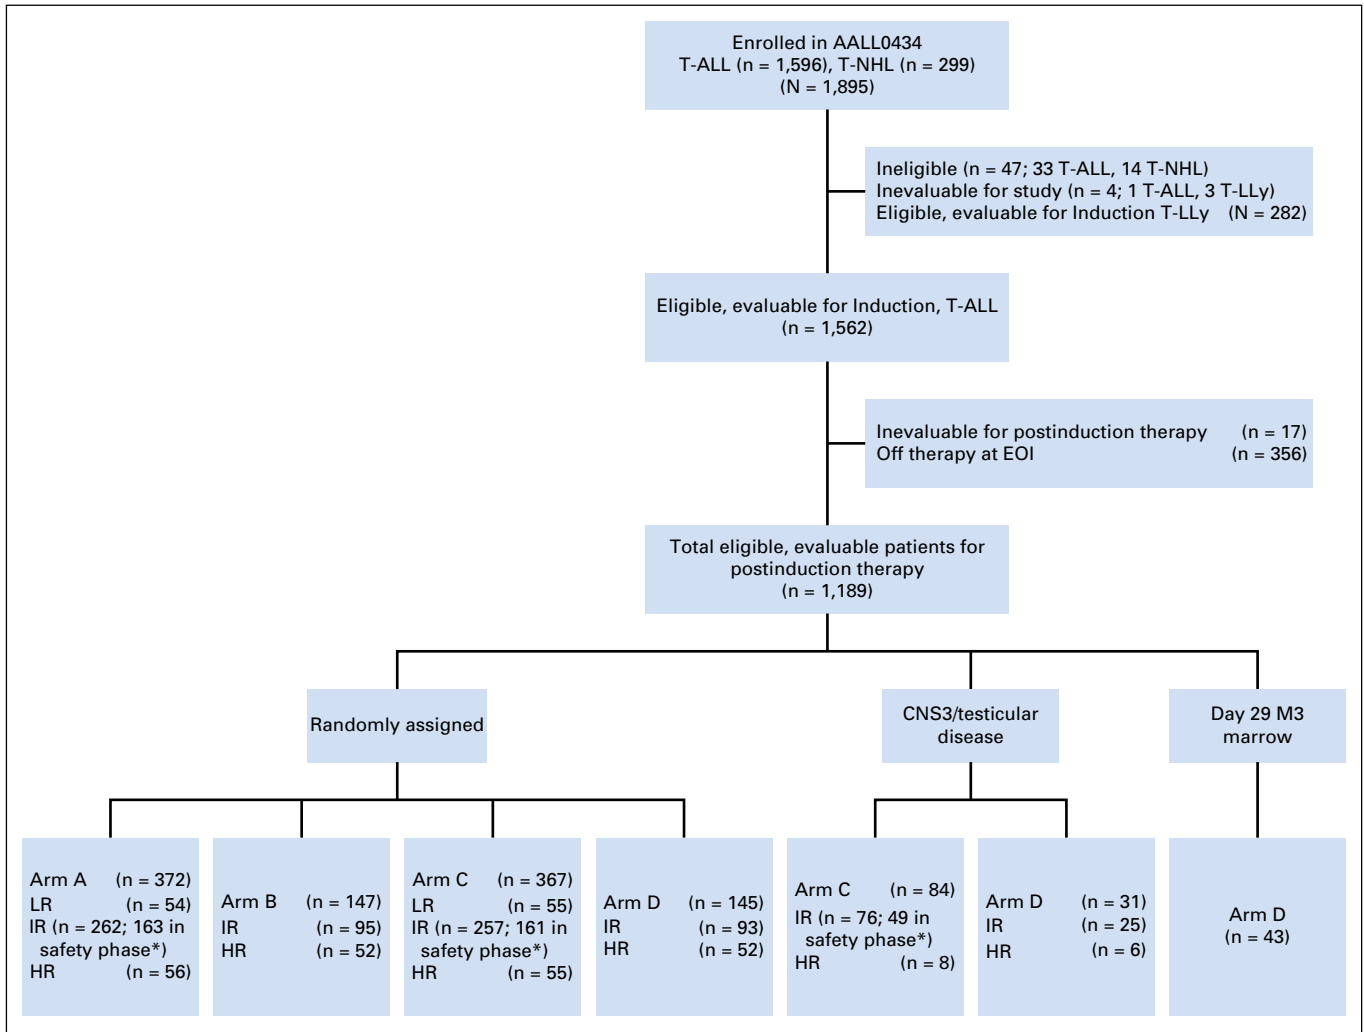 Enrolled in AALL0434
T-ALL (n = 1,596), T-NHL (n = 299)
(N = 1,895)
Ineligible (n = 47; 33 T-ALL, 14 T-NHL)
Inevaluable for study (n = 4; 1 T-ALL, 3 T-LLy)
Eligible, evaluable for Induction T-LLy (N = 282)
Eligible, evaluable for Induction, T-ALL
(n = 1,562)
Inevaluable for postinduction therapy (n = 17)
Off therapy at EOI (n = 356)
Total eligible, evaluable patients for
postinduction therapy
(n = 1,189)
Randomly assigned
CNS3/testicular
disease
Day 29 M3
marrow
Arm A (n = 372)
LR (n = 54)
IR (n = 262; 163 in
safety phase*)
HR (n = 56)
Arm B (n = 147)
IR (n = 95)
HR (n = 52)
Arm C (n = 367)
LR (n = 55)
IR (n = 257; 161 in
safety phase*)
HR (n = 55)
Arm D (n = 145)
IR (n = 93)
HR (n = 52)
Arm C (n = 84)
IR (n = 76; 49 in
safety phase*)
HR (n = 8)
Arm D (n = 31)
IR (n = 25)
HR (n = 6)
Arm D
(n = 43)